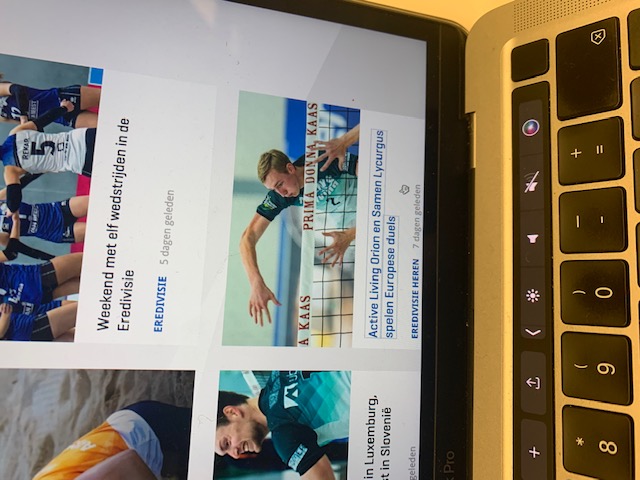 REKAR
5
Weekend met elf wedstrijden in de
Eredivisie
EREDIVISIE 5 dagen geleden
A KAAS PRIMA DONNA KAAS
in Luxemburg,
st in Slovenië
geleden
Active Living Orion en Samen Lycurgus
spelen Europese duels
EREDIVISIE HEREN 7 dagen geleden
Pro
* ( ) — +
8 9 0 - =